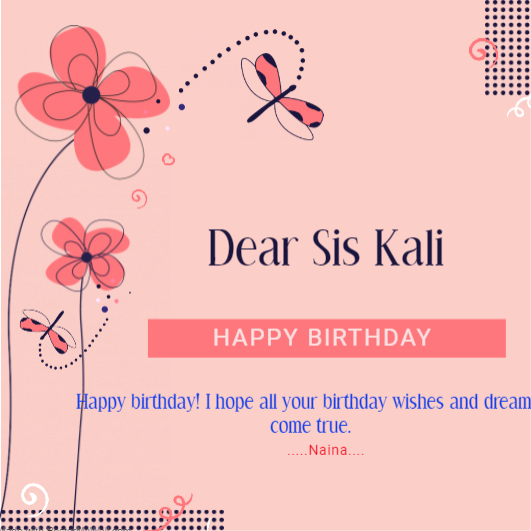 Dear Sis Kali
HAPPY BIRTHDAY
Happy birthday! I hope all your birthday wishes and dream
come true.
.....Naina....